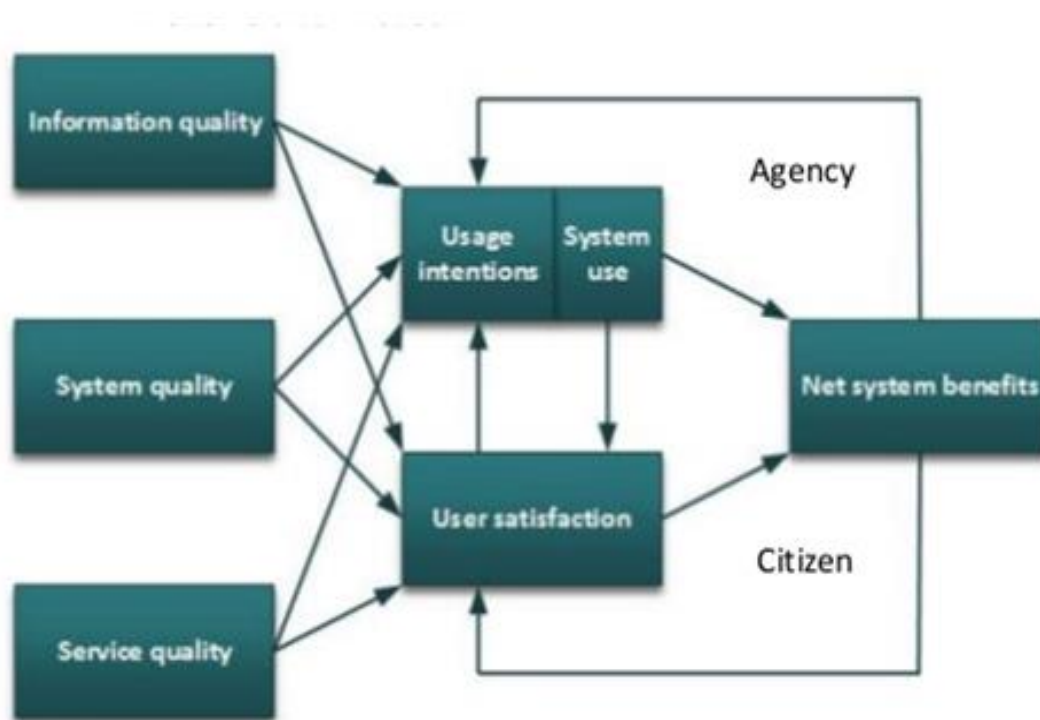 Information quality
Usage
intentions
System
use
Agency
System quality
Net system benefits
User satisfaction
Citizen
Service quality